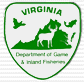 VIRGINIA
Department of Game
& Inland Fisheries